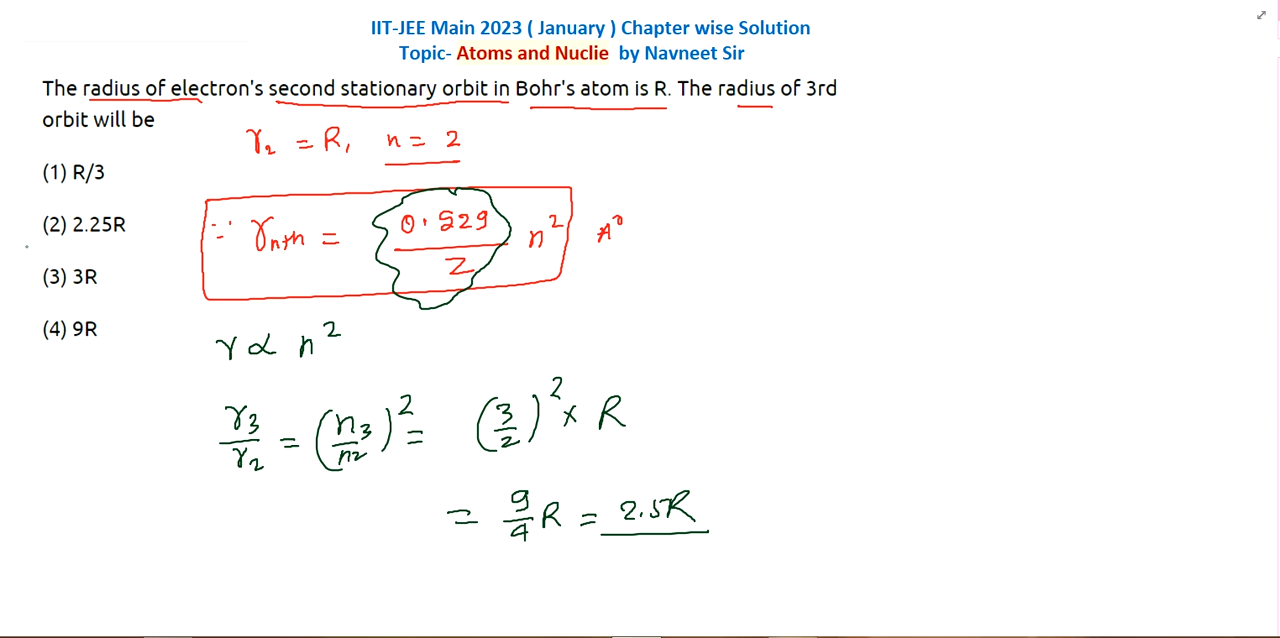 IIT-JEE Main 2023 ( January ) Chapter wise Solution
Topic- Atoms and Nuclie by Navneet Sir
The radius of electron's second stationary orbit in Bohr's atom is R. The radius of 3rd
orbit will be
r₂ = R, n = 2
(1) R/3
(2) 2.25R
∵ r_nth = 0.529/Z n² A⁰
(3) 3R
(4) 9R
r ∝ n²
r₃/r₂ = (n₃/n₂)² = (3/2)² × R
= 9/4 R = 2.5R